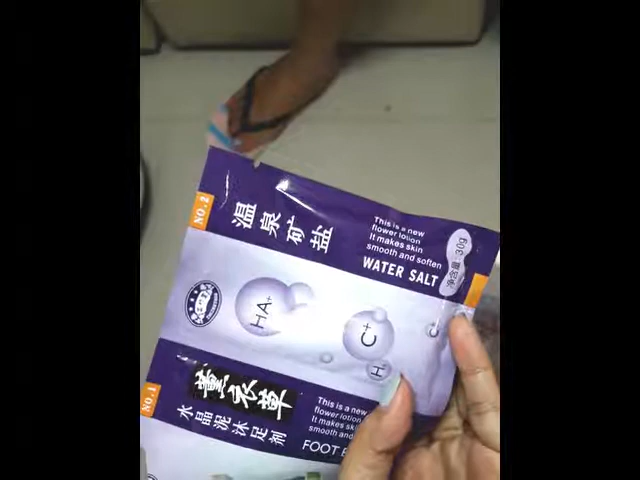 NO.2
温泉矿盐
This is a new
flower lotion
It makes skin
smooth and soften
WATER SALT
净含量 30g
HA+
C+
H
C
NO.1
薰衣草
水晶泥沐足剂
This is a new
flower lotion
It makes
smooth and
FOOT